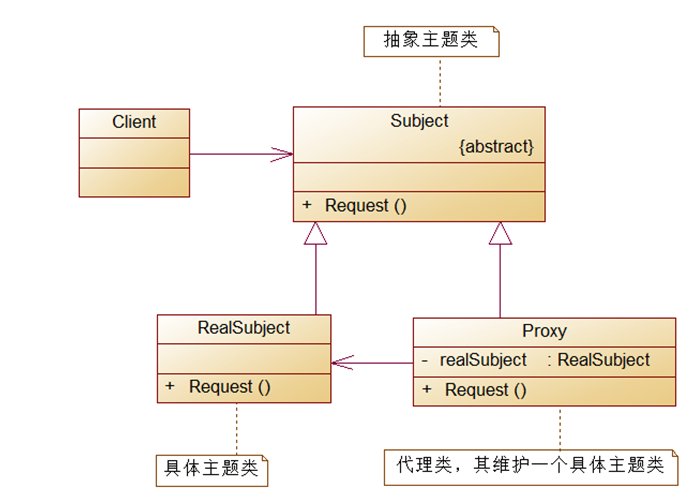 抽象主题类
Client
Subject
{abstract}
+ Request ()
RealSubject
+ Request ()
Proxy
- realSubject : RealSubject
+ Request ()
具体主题类
代理类，其维护一个具体主题类